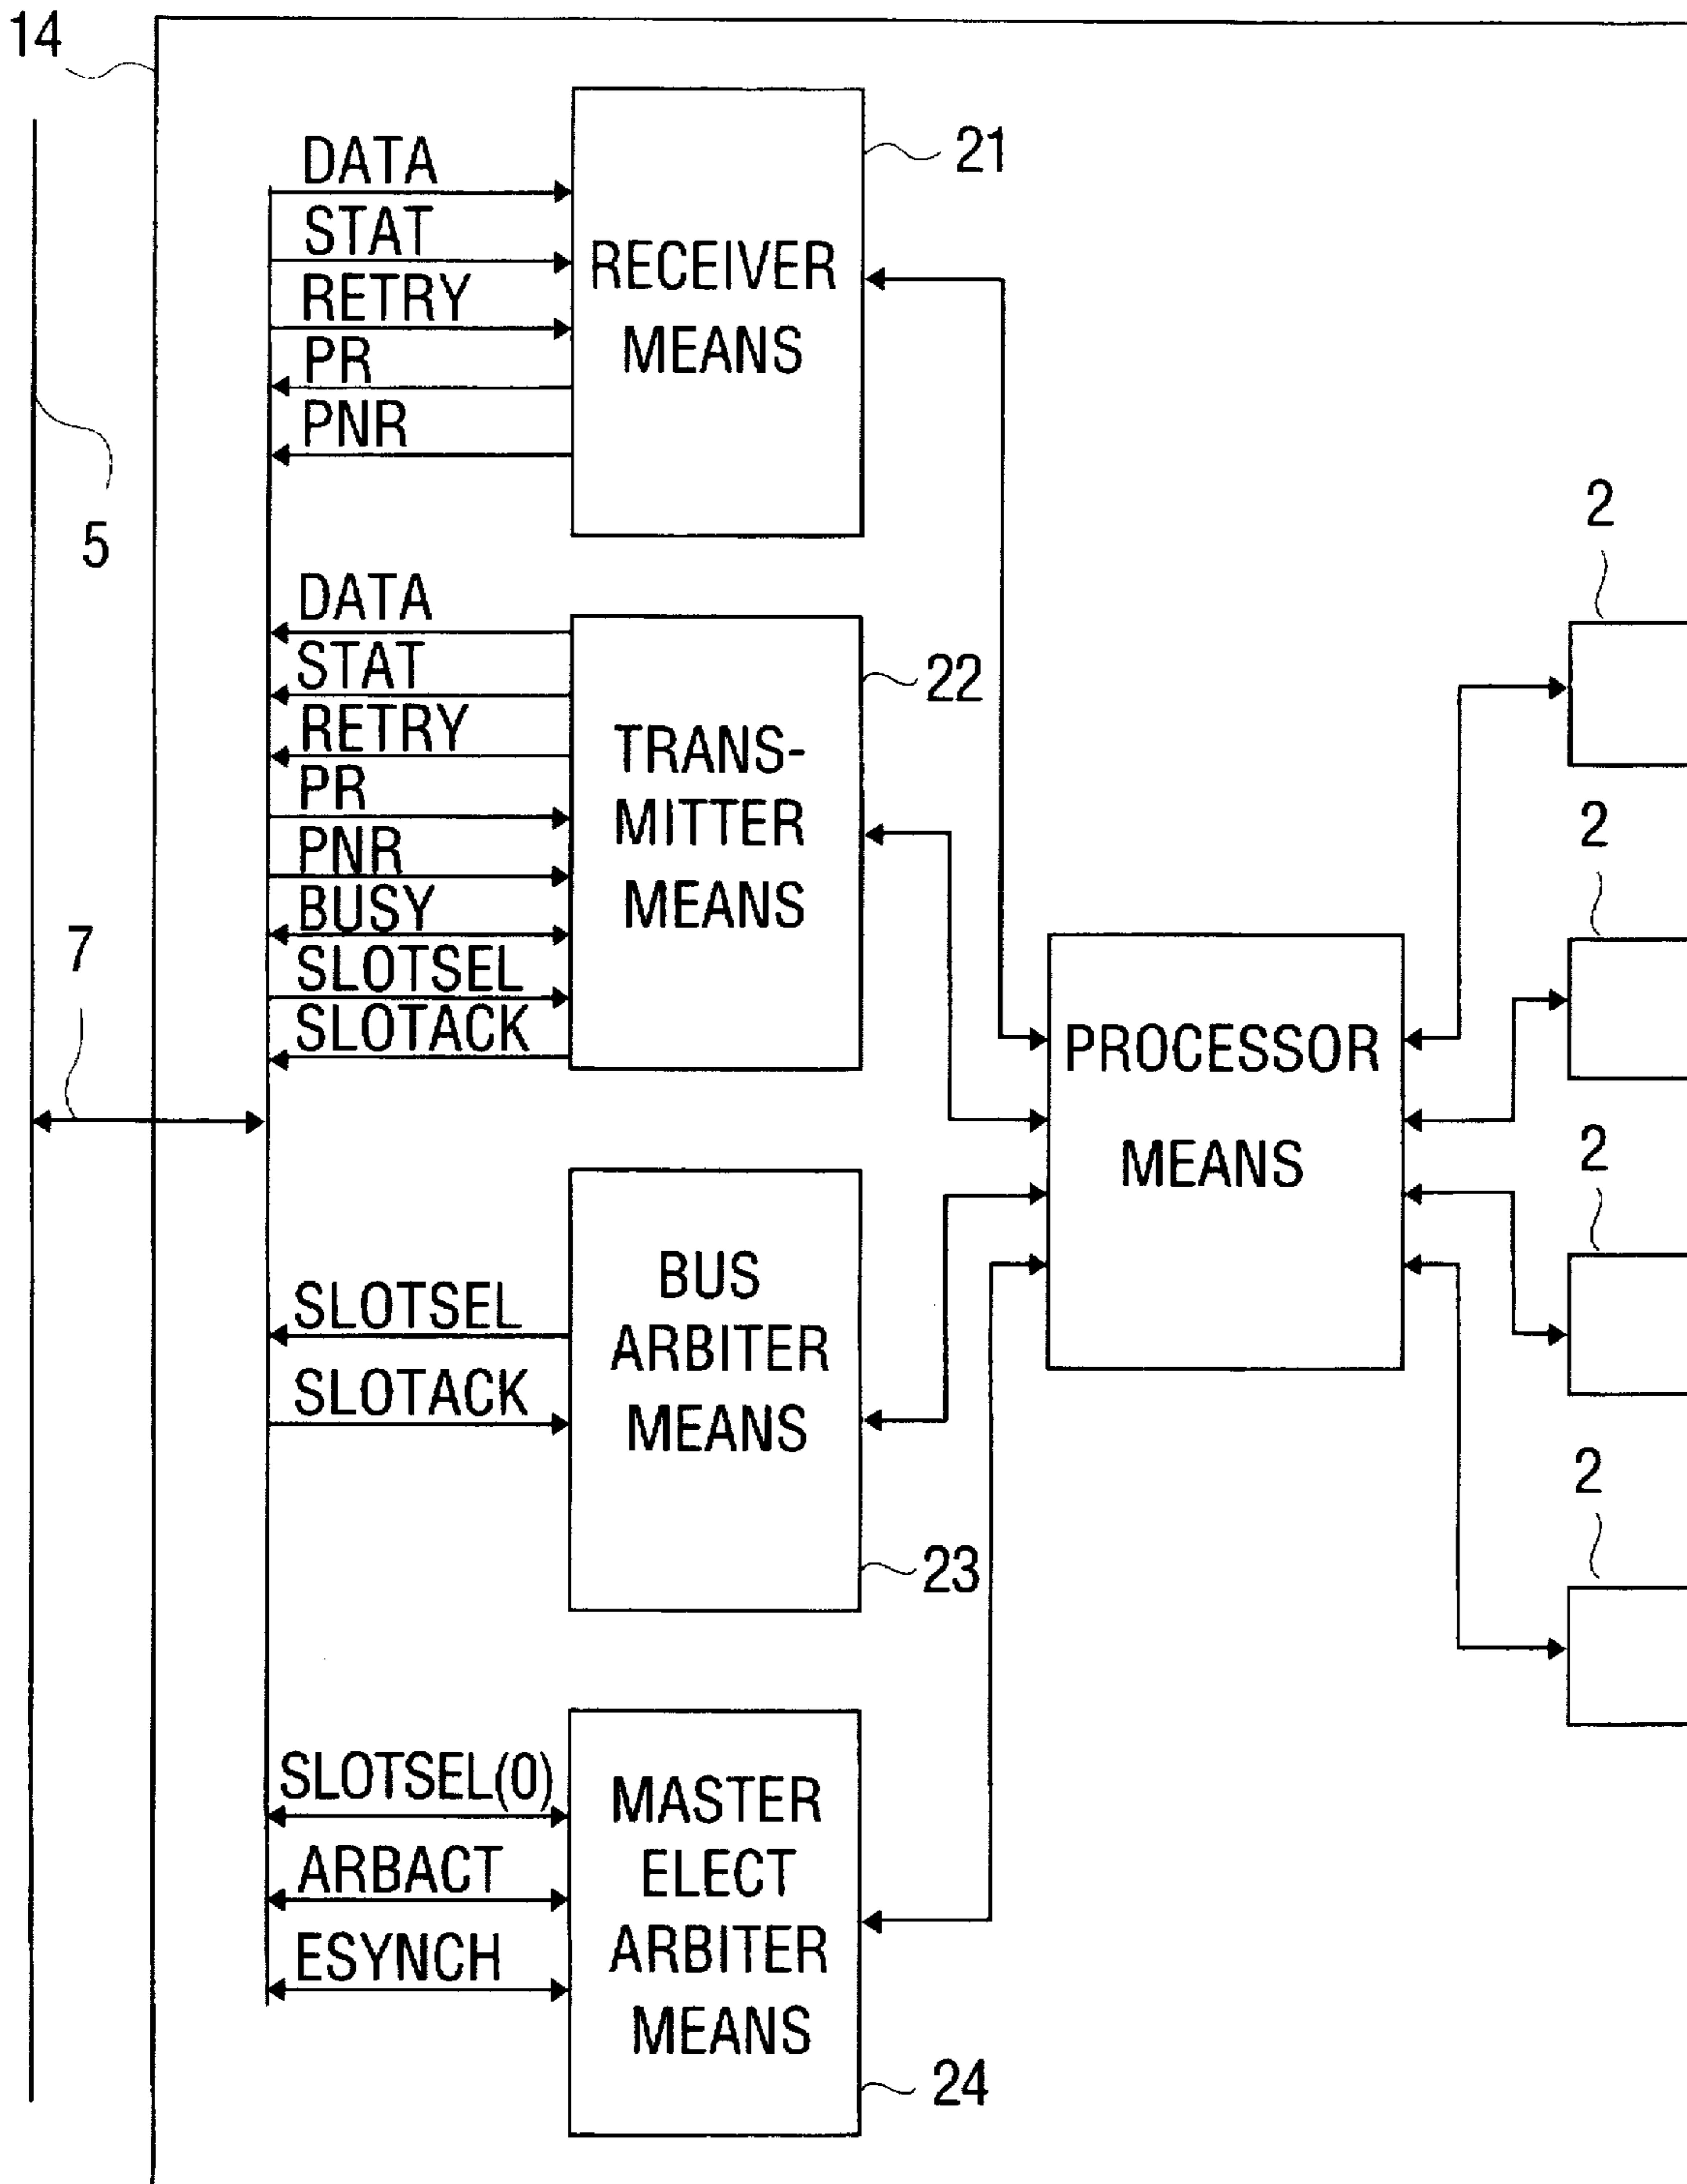 14
DATA
STAT
RETRY
PR
PNR
RECEIVER
MEANS
21
5
DATA
STAT
RETRY
PR
PNR
BUSY
SLOTSEL
SLOTACK
TRANS-
MITTER
MEANS
22
7
SLOTSEL
SLOTACK
BUS
ARBITER
MEANS
23
SLOTSEL(0)
ARBACT
ESYNCH
MASTER
ELECT
ARBITER
MEANS
24
PROCESSOR
MEANS
2
2
2
2